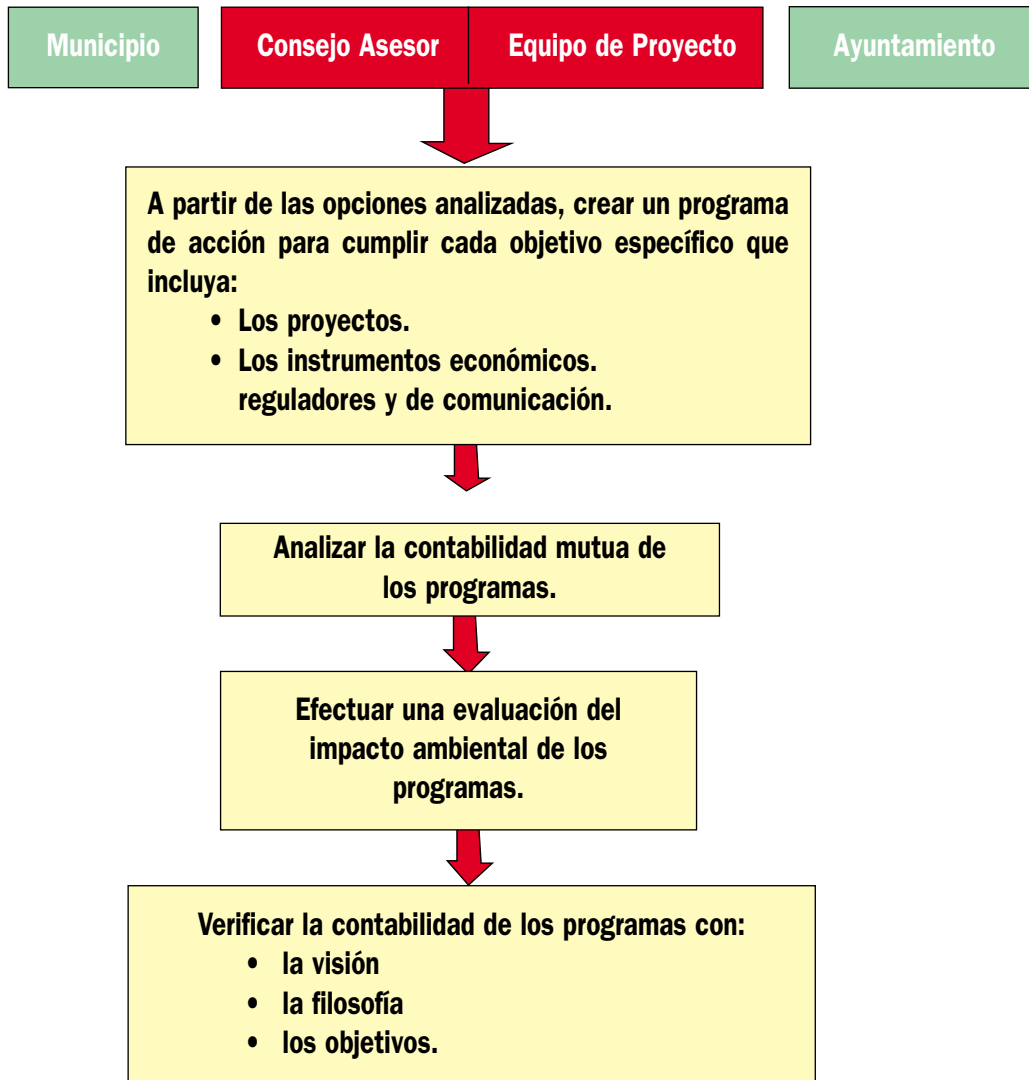 Municipio
Consejo Asesor
Equipo de Proyecto
Ayuntamiento
A partir de las opciones analizadas, crear un programa
de acción para cumplir cada objetivo específico que
incluya:
• Los proyectos.
• Los instrumentos económicos.
reguladores y de comunicación.
Analizar la contabilidad mutua de
los programas.
Efectuar una evaluación del
impacto ambiental de los
programas.
Verificar la contabilidad de los programas con:
• la visión
• la filosofía
• los objetivos.